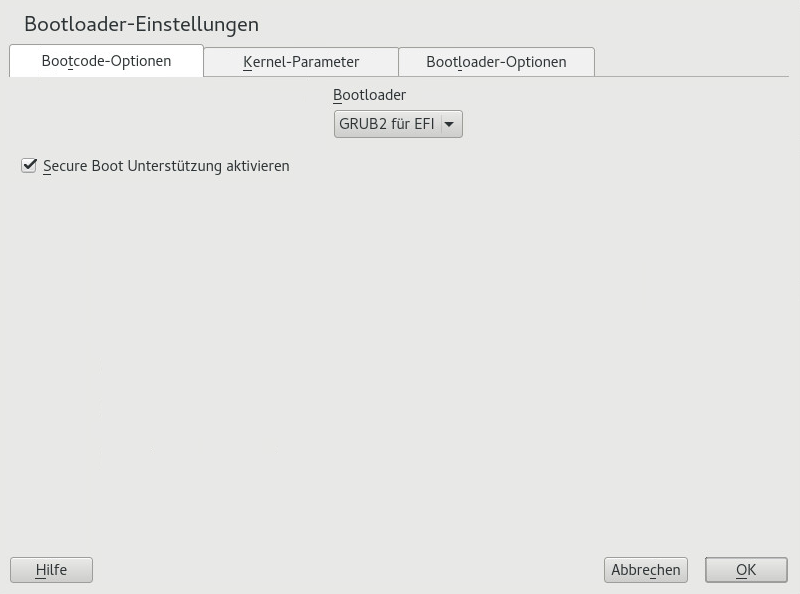 Bootloader-Einstellungen
Bootcode-Optionen
Kernel-Parameter
Bootloader-Optionen
Bootloader
GRUB2 für EFI
Secure Boot Unterstützung aktivieren
Hilfe
Abbrechen
OK